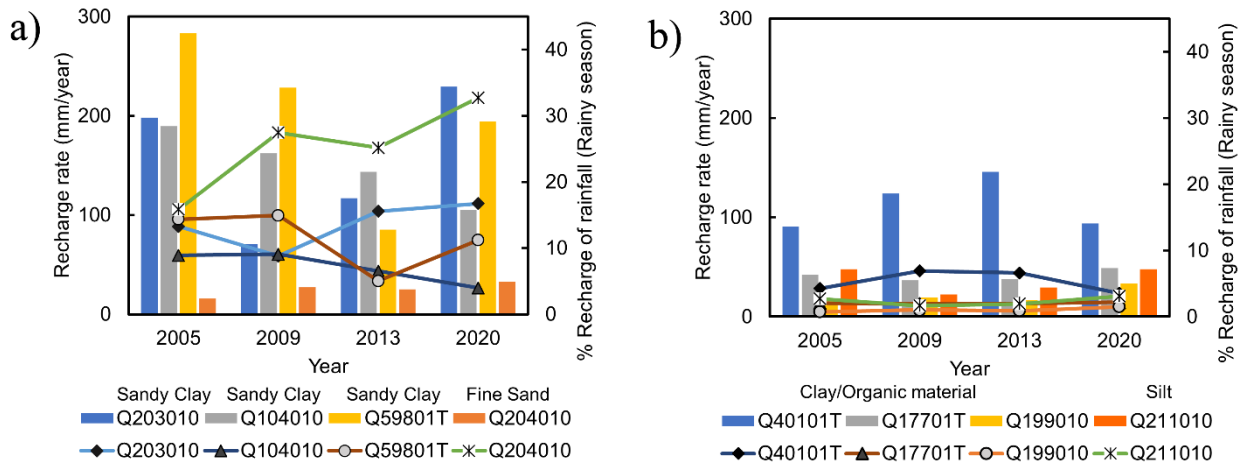 a)
Recharge rate (mm/year)
300
200
100
0
40
30
20
10
0
% Recharge of rainfall (Rainy season)
2005 2009 2013 2020
Year
Sandy Clay Sandy Clay Sandy Clay Fine Sand
Q203010 Q104010 Q59801T Q204010
Q203010 Q104010 Q59801T Q204010
b)
Recharge rate (mm/year)
300
200
100
0
40
30
20
10
0
% Recharge of rainfall (Rainy season)
2005 2009 2013 2020
Year
Clay/Organic material Silt
Q40101T Q17701T Q199010 Q211010
Q40101T Q17701T Q199010 Q211010